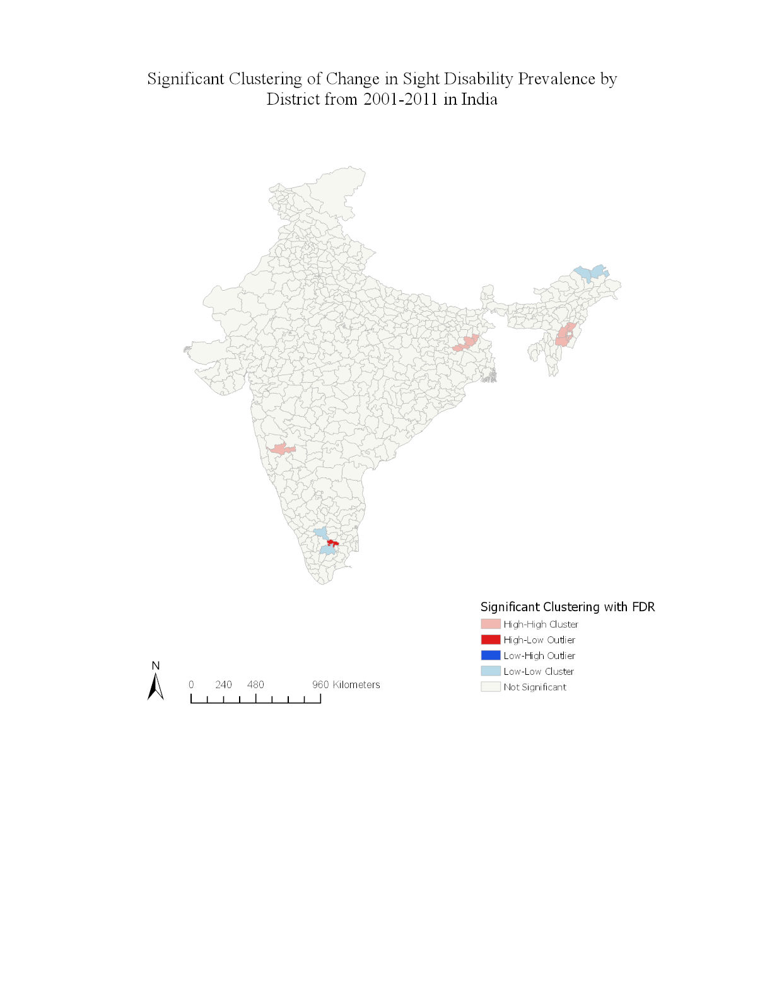 Significant Clustering of Change in Sight Disability Prevalence by
District from 2001-2011 in India
Significant Clustering with FDR
High-High Cluster
High-Low Outlier
Low-High Outlier
Low-Low Cluster
Not Significant
N
0 240 480 960 Kilometers